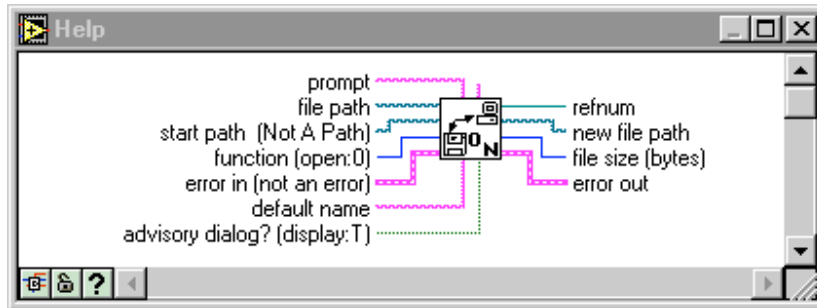 Help
prompt
file path
start path (Not A Path)
function (open:0)
error in (not an error)
default name
advisory dialog? (display:T)
O N
refnum
new file path
file size (bytes)
error out
?